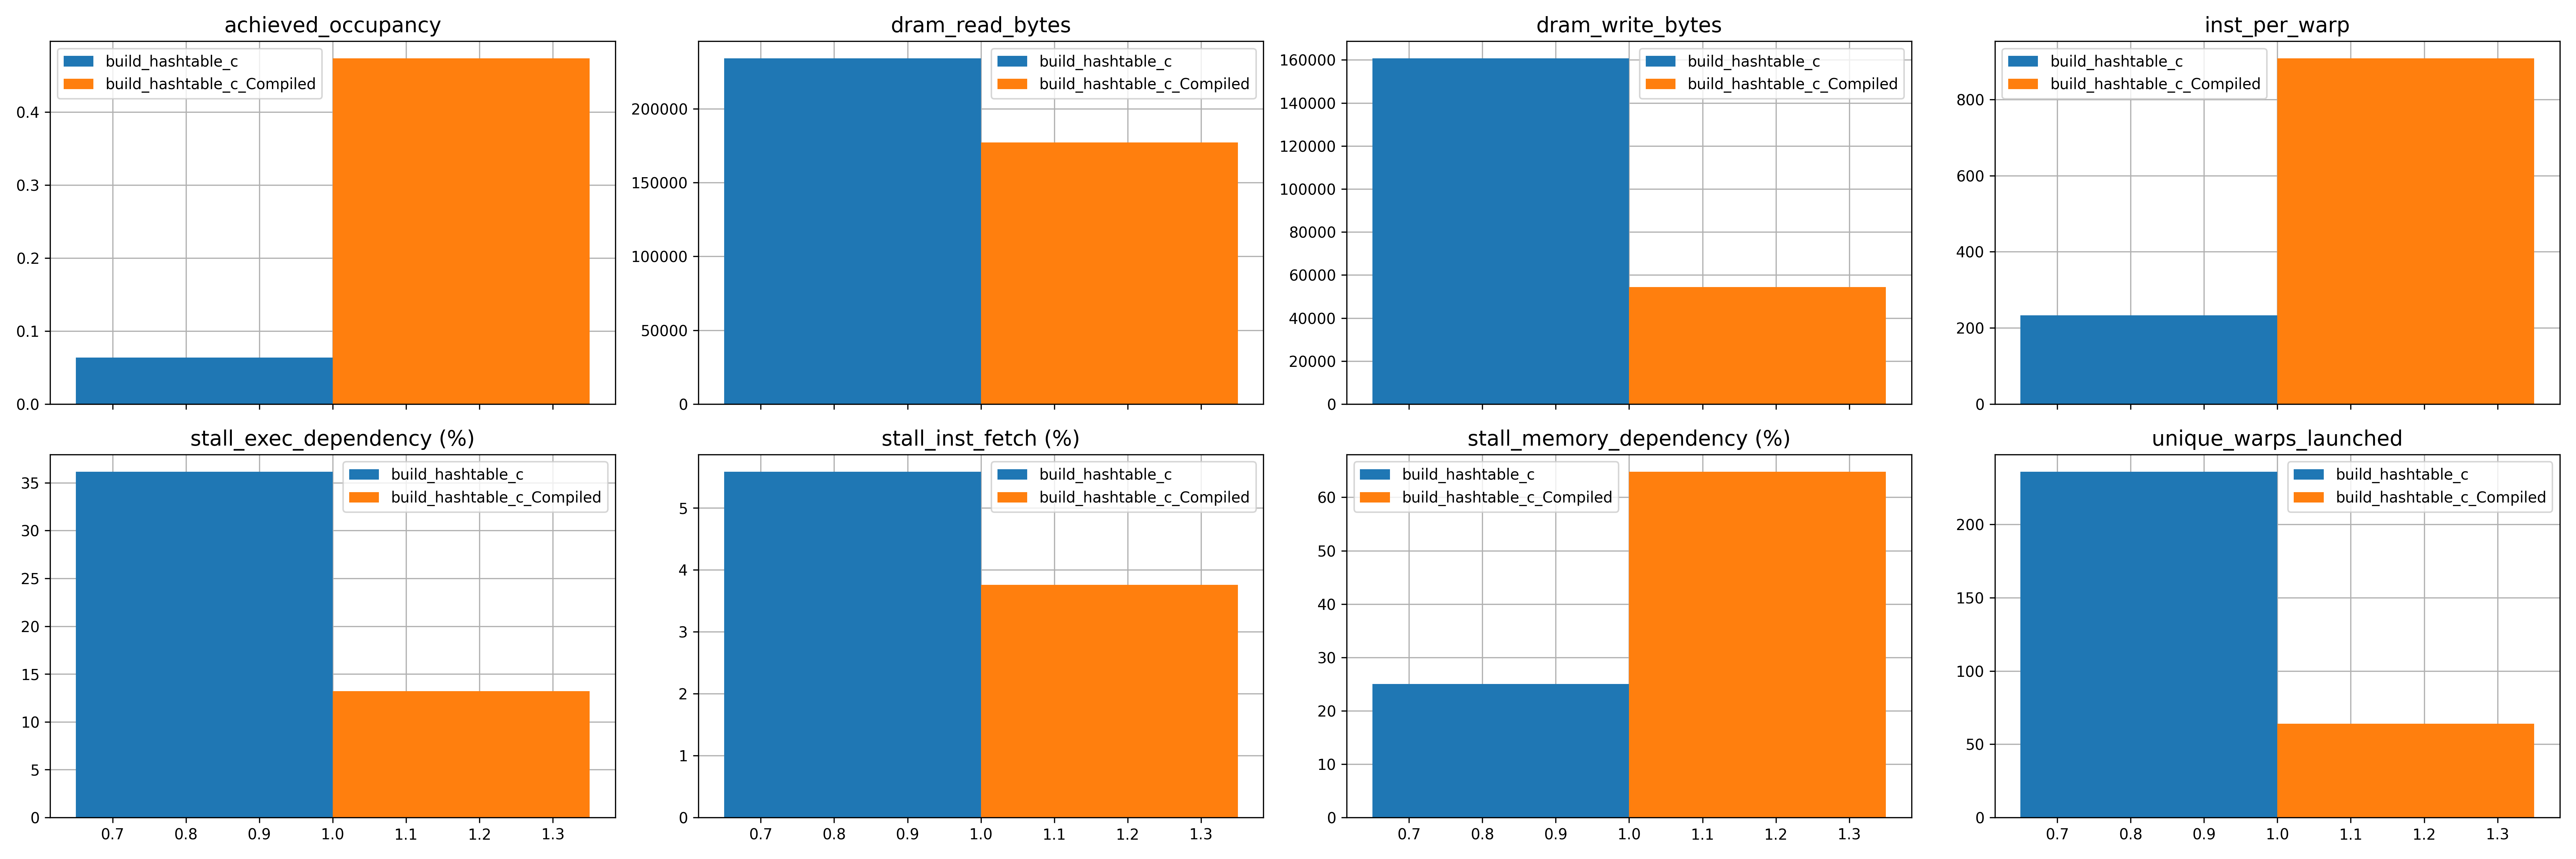 achieved_occupancy
build_hashtable_c
build_hashtable_c_Compiled
0.4
0.3
0.2
0.1
0.0
dram_read_bytes
build_hashtable_c
build_hashtable_c_Compiled
200000
150000
100000
50000
0
dram_write_bytes
build_hashtable_c
build_hashtable_c_Compiled
160000
140000
120000
100000
80000
60000
40000
20000
0
inst_per_warp
build_hashtable_c
build_hashtable_c_Compiled
800
600
400
200
0
stall_exec_dependency (%)
build_hashtable_c
build_hashtable_c_Compiled
35
30
25
20
15
10
5
0
0.7 0.8 0.9 1.0 1.1 1.2 1.3
stall_inst_fetch (%)
build_hashtable_c
build_hashtable_c_Compiled
5
4
3
2
1
0
0.7 0.8 0.9 1.0 1.1 1.2 1.3
stall_memory_dependency (%)
build_hashtable_c
build_hashtable_c_Compiled
60
50
40
30
20
10
0
0.7 0.8 0.9 1.0 1.1 1.2 1.3
unique_warps_launched
build_hashtable_c
build_hashtable_c_Compiled
200
150
100
50
0
0.7 0.8 0.9 1.0 1.1 1.2 1.3